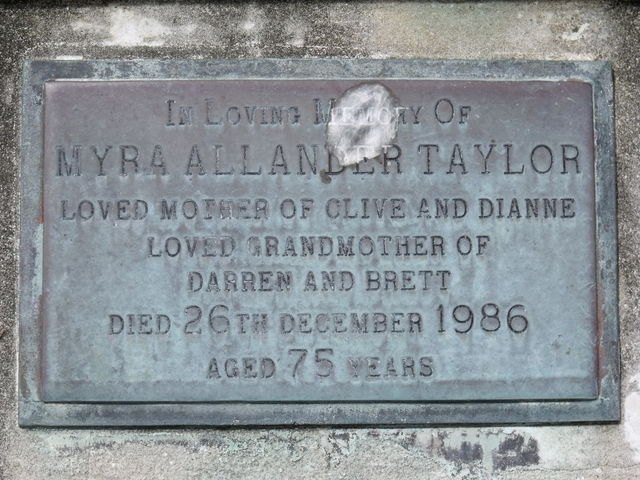 In Loving Memory Of
MYRA ALLANDER TAYLOR
LOVED MOTHER OF CLIVE AND DIANNE
LOVED GRANDMOTHER OF
DARREN AND BRETT
DIED 26TH DECEMBER 1986
AGED 75 YEARS